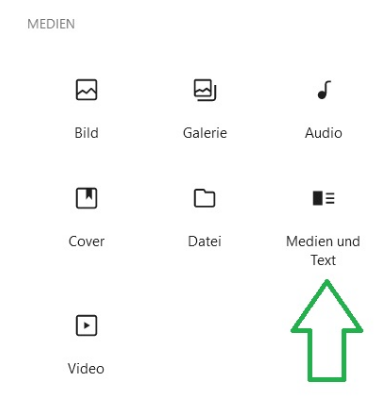 MEDIEN
Bild
Galerie
Audio
Cover
Datei
Medien und
Text
Video